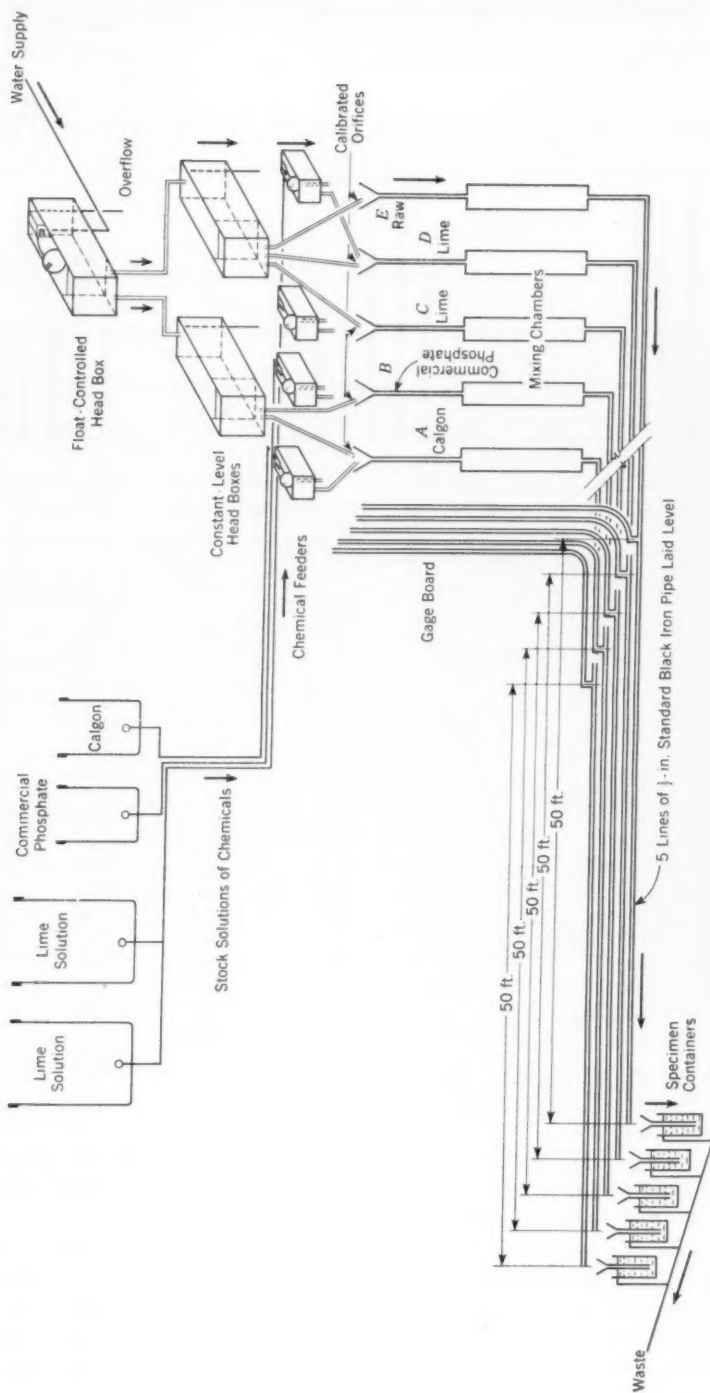 Water Supply
Float-Controlled
Head Box
Overflow
Constant-Level
Head Boxes
Calibrated
Orifices
Chemical Feeders
Calgon
Commercial
Phosphate
Lime
Solution
Lime
Solution
Stock Solutions of Chemicals
A
Calgon
B
Commercial
Phosphate
C
Lime
D
Lime
E
Raw
Mixing Chambers
Gage Board
50 ft.
50 ft.
50 ft.
50 ft.
50 ft.
5 Lines of ½-in. Standard Black Iron Pipe Laid Level
Specimen
Containers
Waste